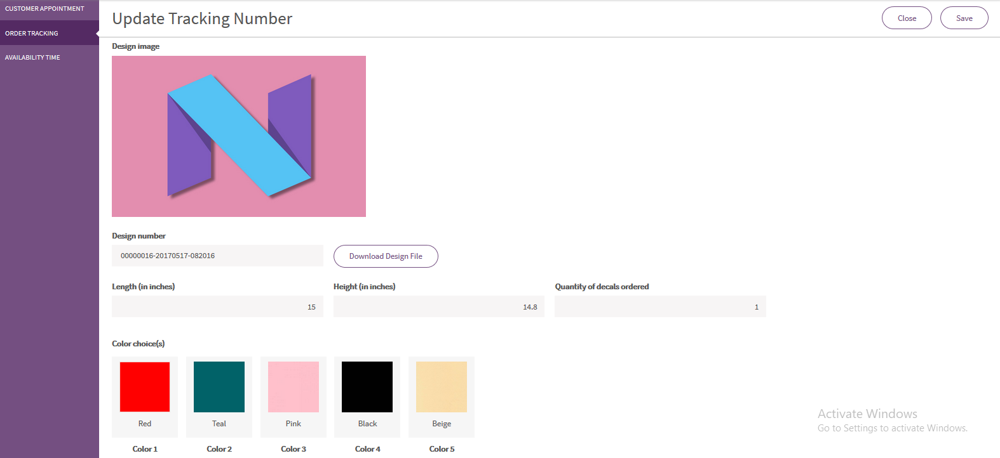 CUSTOMER APPOINTMENT
ORDER TRACKING
AVAILABILITY TIME
Update Tracking Number
Close
Save
Design image
Design number
00000016-20170517-082016
Download Design File
Length (in inches)
Height (in inches)
Quantity of decals ordered
15
14.8
1
Color choice(s)
Red
Teal
Pink
Black
Beige
Color 1
Color 2
Color 3
Color 4
Color 5
Activate Windows
Go to Settings to activate Windows.